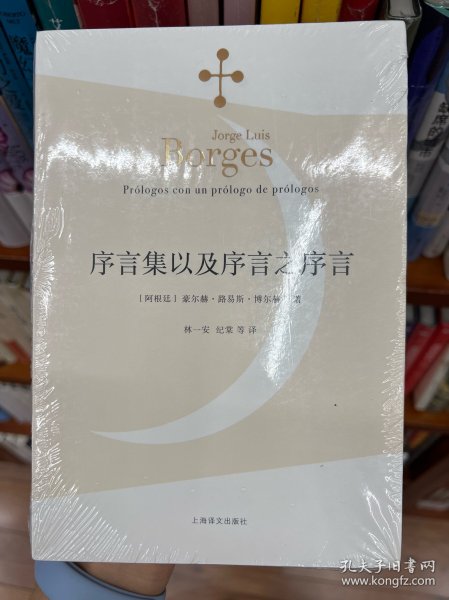 Jorge Luis
Borges
Prólogos con un prólogo de prólogos
序言集以及序言之序言
[阿根廷] 豪尔赫·路易斯·博尔赫斯 著
林一安 纪棠 等 译
上海译文出版社
孔夫子旧书网
www.kongfz.com